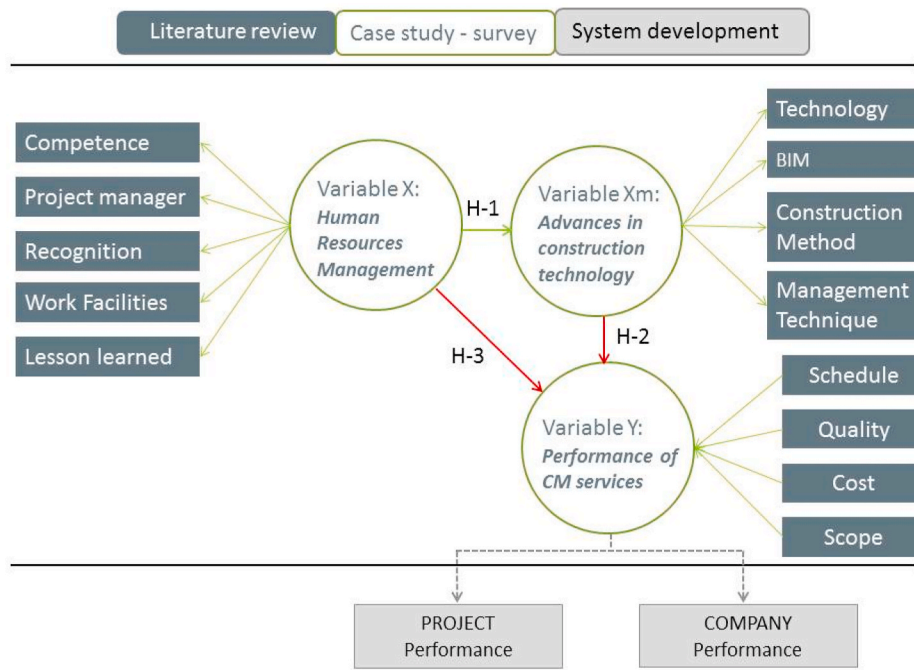 Literature review
Case study - survey
System development
Competence
Project manager
Recognition
Work Facilities
Lesson learned
Variable X:
Human
Resources
Management
H-1
Variable Xm:
Advances in
construction
technology
Technology
BIM
Construction
Method
Management
Technique
H-3
H-2
Variable Y:
Performance of
CM services
Schedule
Quality
Cost
Scope
PROJECT
Performance
COMPANY
Performance